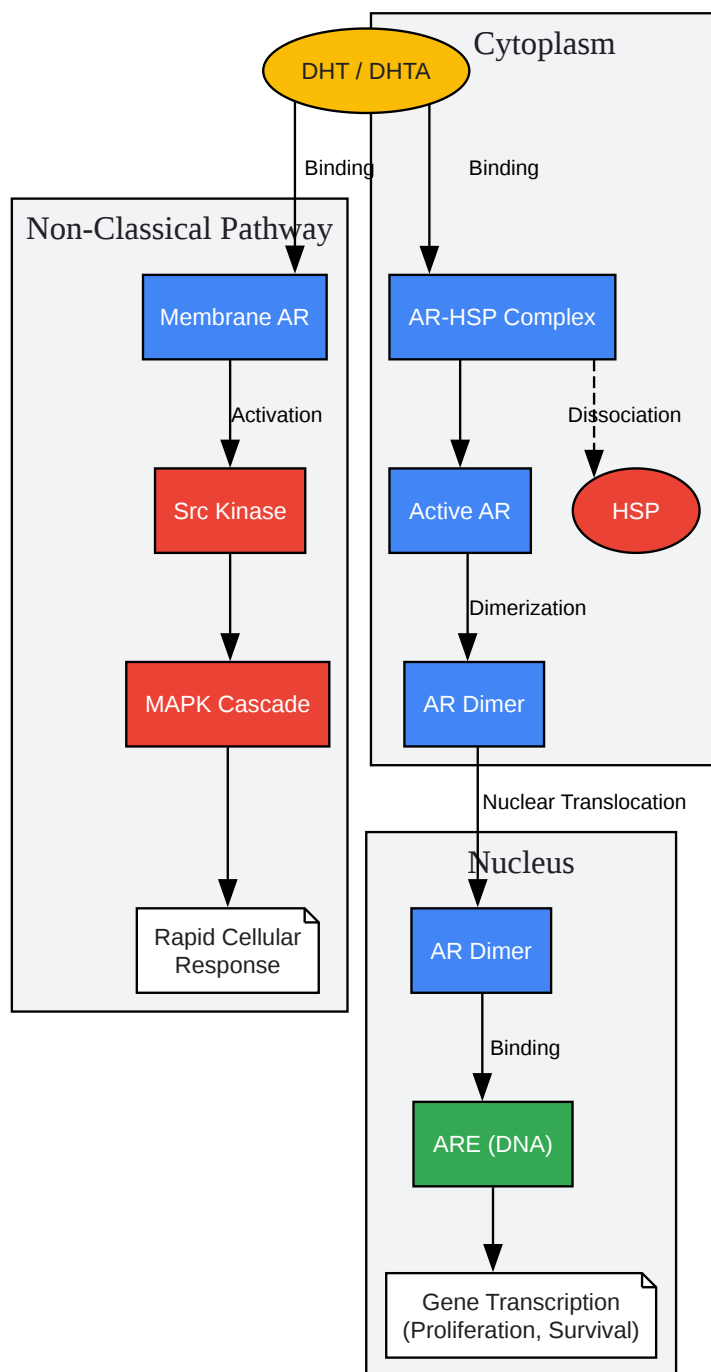 Cytoplasm
DHT / DHTA
Binding
Binding
Non-Classical Pathway
Membrane AR
AR-HSP Complex
Activation
Dissociation
Src Kinase
Active AR
HSP
Dimerization
MAPK Cascade
AR Dimer
Nuclear Translocation
Nucleus
Rapid Cellular
Response
AR Dimer
Binding
ARE (DNA)
Gene Transcription
(Proliferation, Survival)